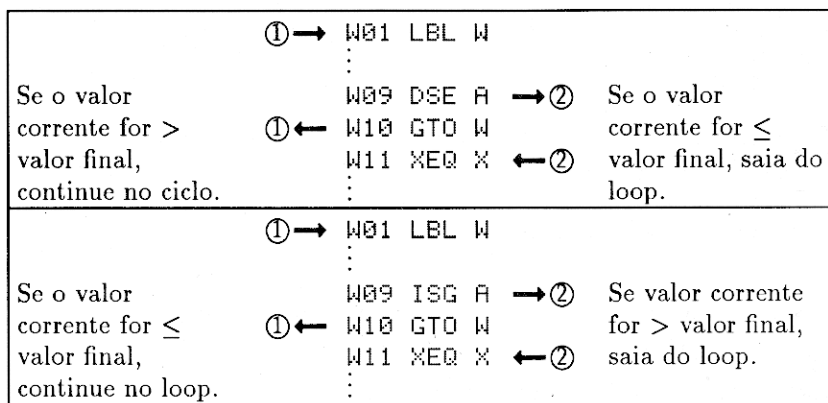 ①→ W01 LBL W
⋮
Se o valor W09 DSE A →② Se o valor
corrente for > ①← W10 GTO W corrente for ≤
valor final, W11 XEQ X ←② valor final, saia do
continue no ciclo. ⋮ loop.
①→ W01 LBL W
⋮
Se o valor W09 ISG A →② Se valor corrente
corrente for ≤ ①← W10 GTO W for > valor final,
valor final, W11 XEQ X ←② saia do loop.
continue no loop. ⋮